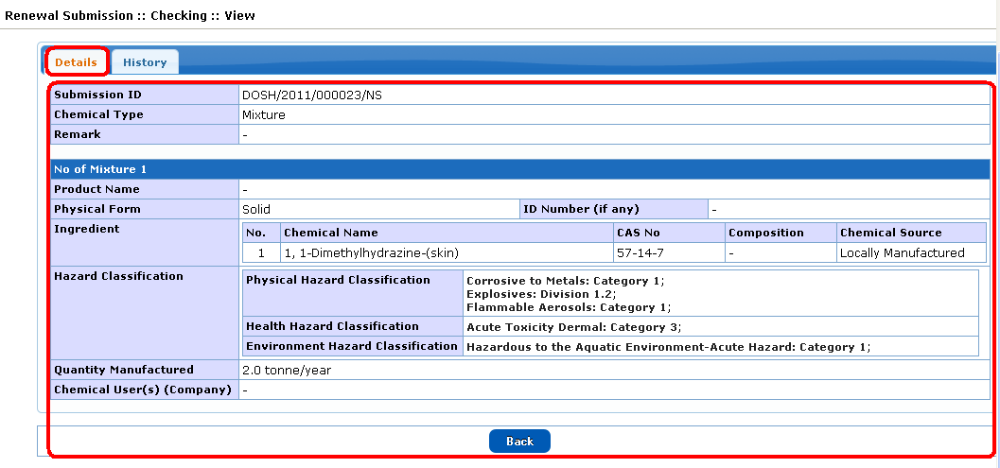 Renewal Submission :: Checking :: View
Details History
Submission ID DOSH/2011/000023/NS
Chemical Type Mixture
Remark -
No of Mixture 1
Product Name -
Physical Form Solid ID Number (if any) -
Ingredient No. Chemical Name CAS No Composition Chemical Source
1 1, 1-Dimethylhydrazine-(skin) 57-14-7 - Locally Manufactured
Hazard Classification Physical Hazard Classification Corrosive to Metals: Category 1;
Explosives: Division 1.2;
Flammable Aerosols: Category 1;
Health Hazard Classification Acute Toxicity Dermal: Category 3;
Environment Hazard Classification Hazardous to the Aquatic Environment-Acute Hazard: Category 1;
Quantity Manufactured 2.0 tonne/year
Chemical User(s) (Company) -
Back